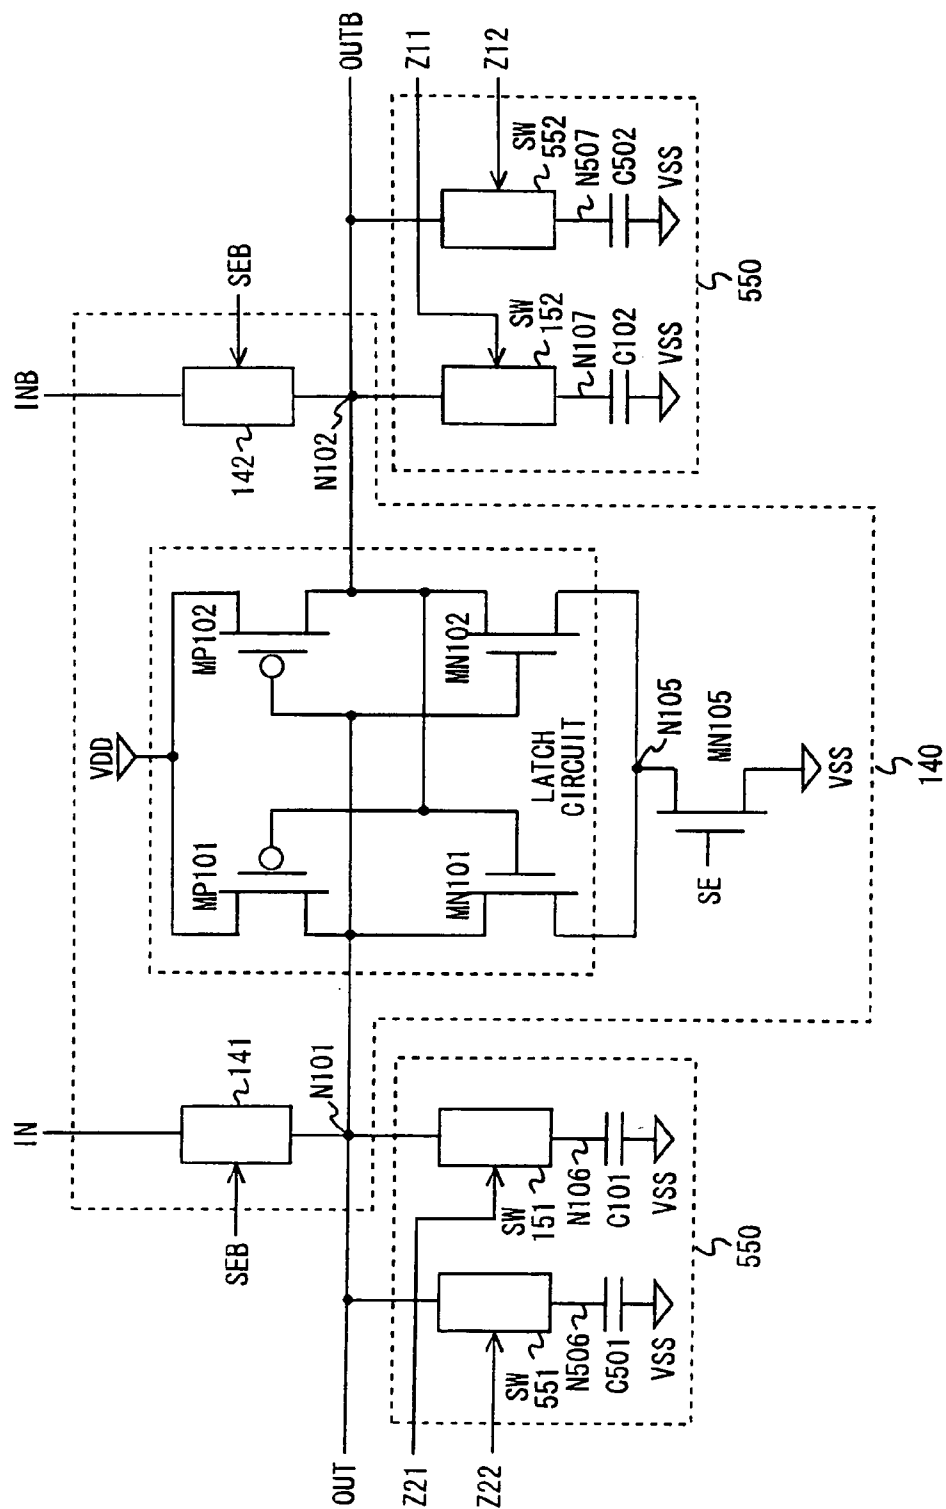 IN
INB
VDD
SEB
141
MP101
MP102
142
SEB
N101
N102
OUT
OUTB
Z21
Z11
Z22
Z12
SW
551
SW
151
MN101
LATCH
CIRCUIT
MN102
SW
152
SW
552
N506
N106
N105
N107
N507
C501
C101
SE
MN105
C102
C502
VSS
VSS
VSS
VSS
VSS
550
140
550